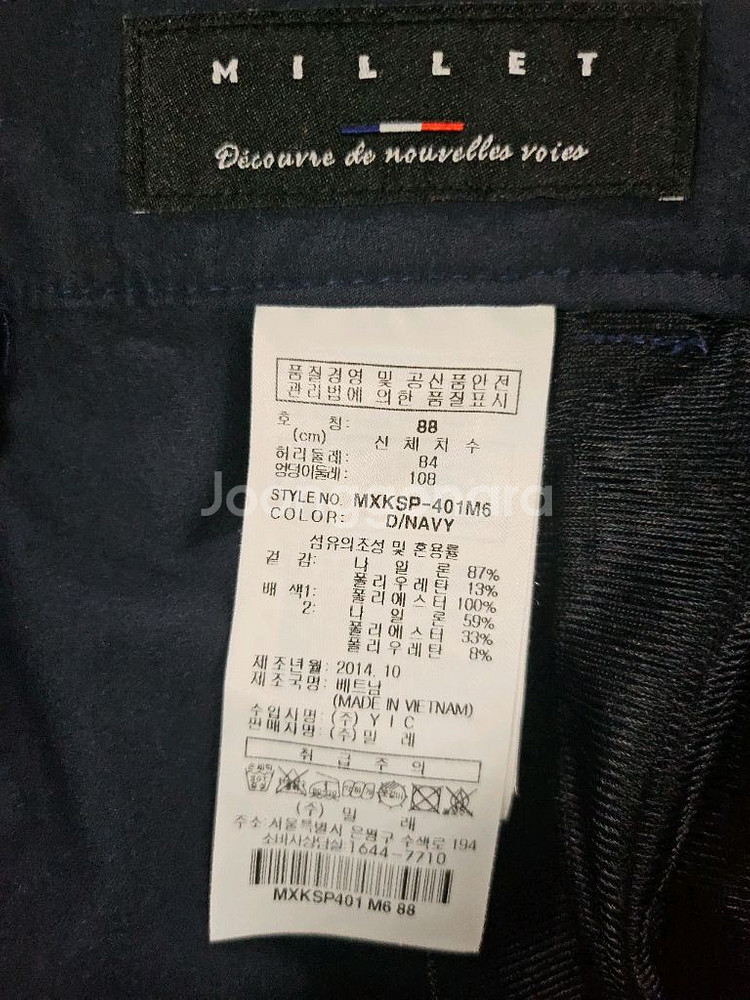 MILLET
Découvre de nouvelles voies
품질경영 및 공산품안전
관리법에 의한 품질표시
호 칭: 88
(cm) 신체치수
허리둘레: 84
엉덩이둘레: 108
STYLE NO. MXKSP-401M6
COLOR: D/NAVY
섬유의조성 및 혼용률
겉 감: 나 일 론 87%
폴리우레탄 13%
배 색1: 폴리에스터 100%
2: 나 일 론 59%
폴리에스터 33%
폴리우레탄 8%
제조년월: 2014.10
제조국명: 베트남
(MADE IN VIETNAM)
수입자명: (주) Y I C
판매자명: (주) 밀 레
취 급 주 의
(주) 밀 레
주소:서울특별시 은평구 수색로 194
소비자상담실:1644-7710
MXKSP401 M6 88